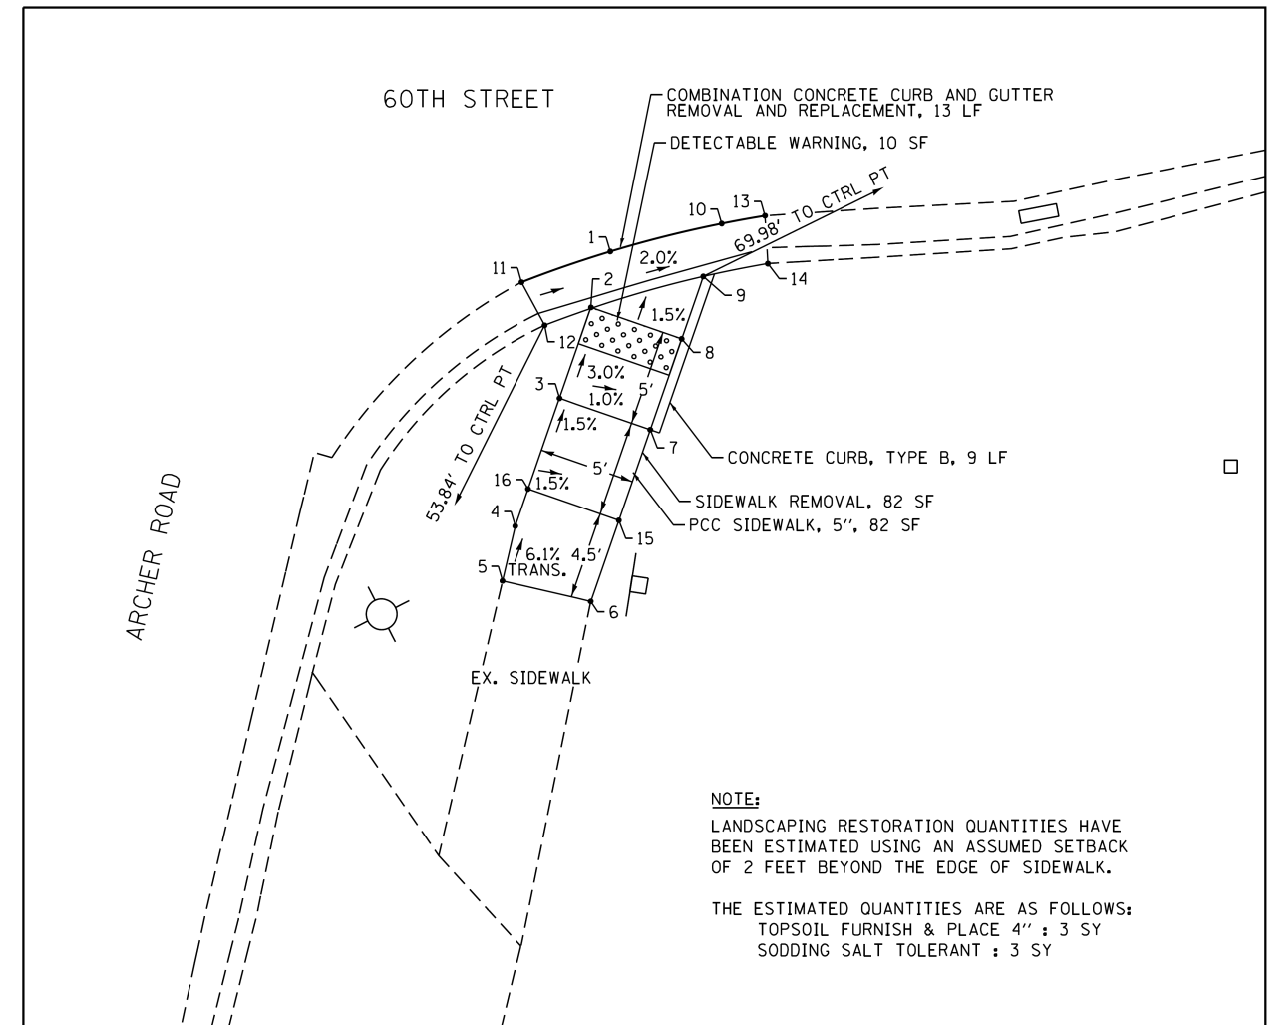 60TH STREET
COMBINATION CONCRETE CURB AND GUTTER
REMOVAL AND REPLACEMENT, 13 LF
DETECTABLE WARNING, 10 SF
69.98' TO CTRL PT
13
10
1
2.0%
11
2
14
9
1.5%
12
8
3.0%
3
5'
1.0%
53.84' TO CTRL PT
1.5%
7
CONCRETE CURB, TYPE B, 9 LF
5'
16
1.5%
SIDEWALK REMOVAL. 82 SF
4
PCC SIDEWALK, 5", 82 SF
15
6.1% 4.5'
5 TRANS.
6
ARCHER ROAD
EX. SIDEWALK
NOTE:
LANDSCAPING RESTORATION QUANTITIES HAVE
BEEN ESTIMATED USING AN ASSUMED SETBACK
OF 2 FEET BEYOND THE EDGE OF SIDEWALK.
THE ESTIMATED QUANTITIES ARE AS FOLLOWS:
TOPSOIL FURNISH & PLACE 4" : 3 SY
SODDING SALT TOLERANT : 3 SY